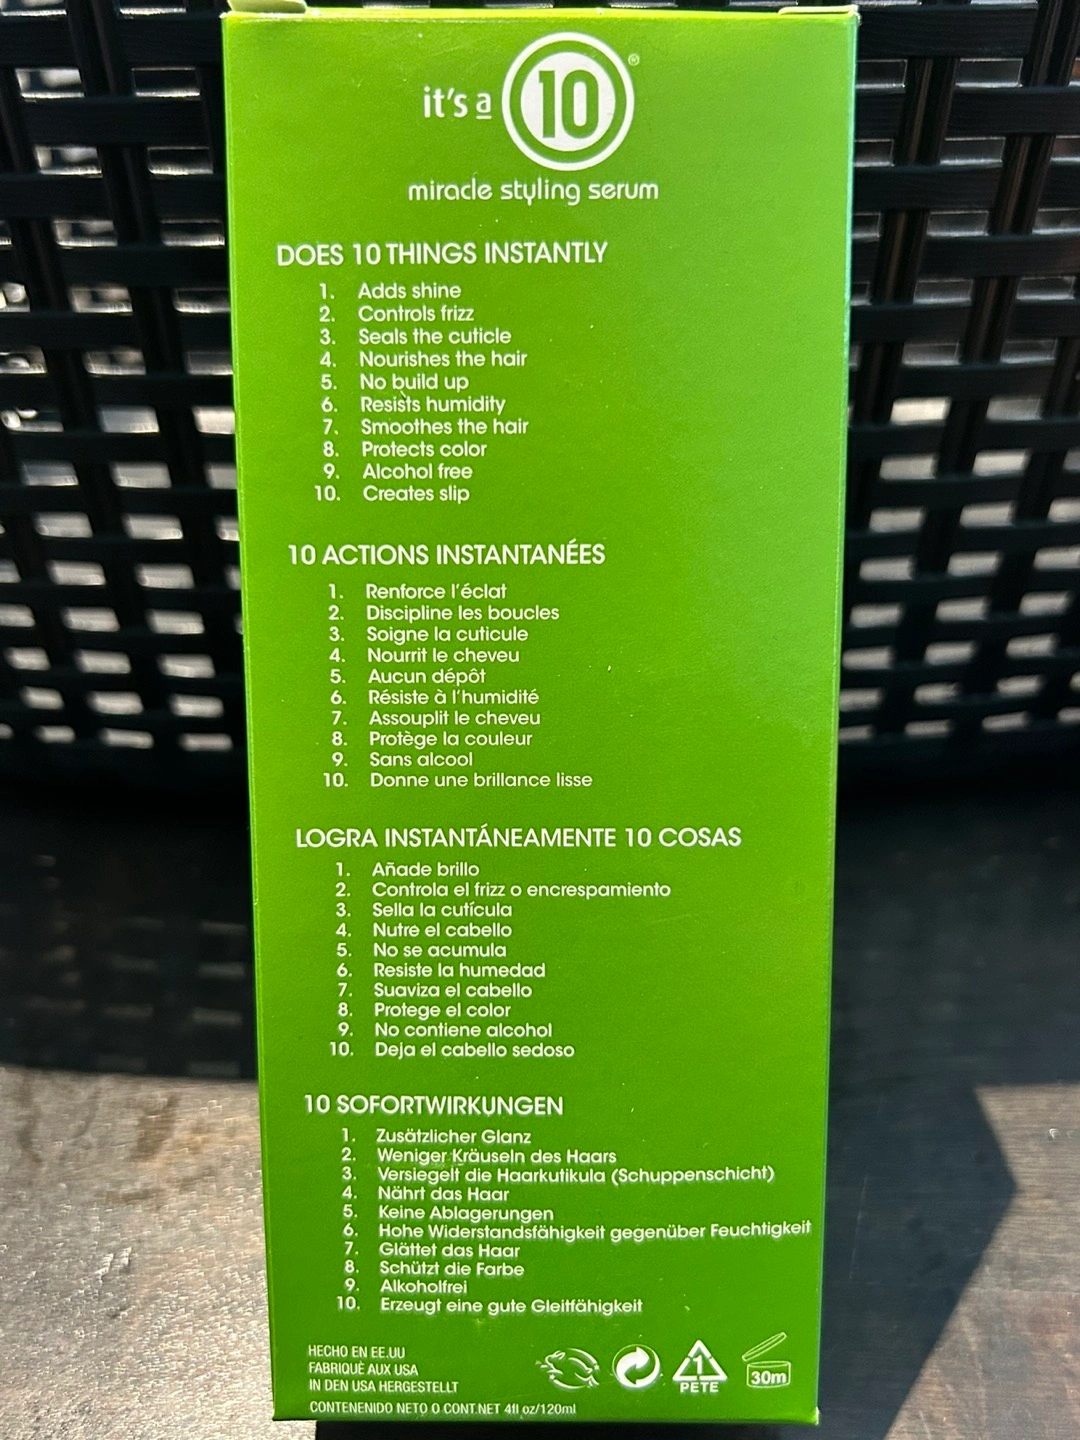 it's a 10®
miracle styling serum
DOES 10 THINGS INSTANTLY
1. Adds shine
2. Controls frizz
3. Seals the cuticle
4. Nourishes the hair
5. No build up
6. Resists humidity
7. Smoothes the hair
8. Protects color
9. Alcohol free
10. Creates slip
10 ACTIONS INSTANTANÉES
1. Renforce l'éclat
2. Discipline les boucles
3. Soigne la cuticule
4. Nourrit le cheveu
5. Aucun dépôt
6. Résiste à l'humidité
7. Assouplit le cheveu
8. Protège la couleur
9. Sans alcool
10. Donne une brillance lisse
LOGRA INSTANTÁNEAMENTE 10 COSAS
1. Añade brillo
2. Controla el frizz o encrespamiento
3. Sella la cutícula
4. Nutre el cabello
5. No se acumula
6. Resiste la humedad
7. Suaviza el cabello
8. Protege el color
9. No contiene alcohol
10. Deja el cabello sedoso
10 SOFORTWIRKUNGEN
1. Zusätzlicher Glanz
2. Weniger Kräuseln des Haars
3. Versiegelt die Haarkutikula (Schuppenschicht)
4. Nährt das Haar
5. Keine Ablagerungen
6. Hohe Widerstandsfähigkeit gegenüber Feuchtigkeit
7. Glättet das Haar
8. Schützt die Farbe
9. Alkoholfrei
10. Erzeugt eine gute Gleitfähigkeit
HECHO EN EE.UU
FABRIQUÉ AUX USA
IN DEN USA HERGESTELLT
CONTENENIDO NETO O CONT.NET 4fl oz/120ml
1
PETE
30m